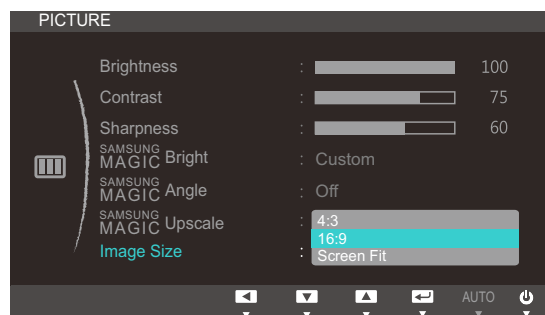 PICTURE
Brightness : 100
Contrast : 75
Sharpness : 60
SAMSUNG MAGIC Bright : Custom
SAMSUNG MAGIC Angle : Off
SAMSUNG MAGIC Upscale : 4:3
16:9
Image Size : Screen Fit
AUTO